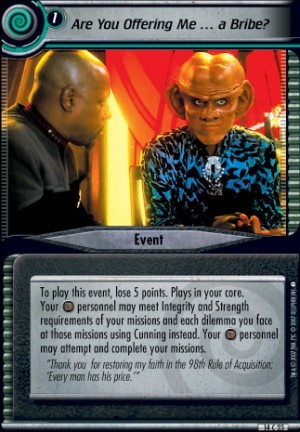 1
Are You Offering Me ... a Bribe?
Event
To play this event, lose 5 points. Plays in your core.
Your personnel may meet Integrity and Strength
requirements of your missions and each dilemma you face
at those missions using Cunning instead. Your personnel
may attempt and complete your missions.
"Thank you for restoring my faith in the 98th Rule of Acquisition:
'Every man has his price.'"